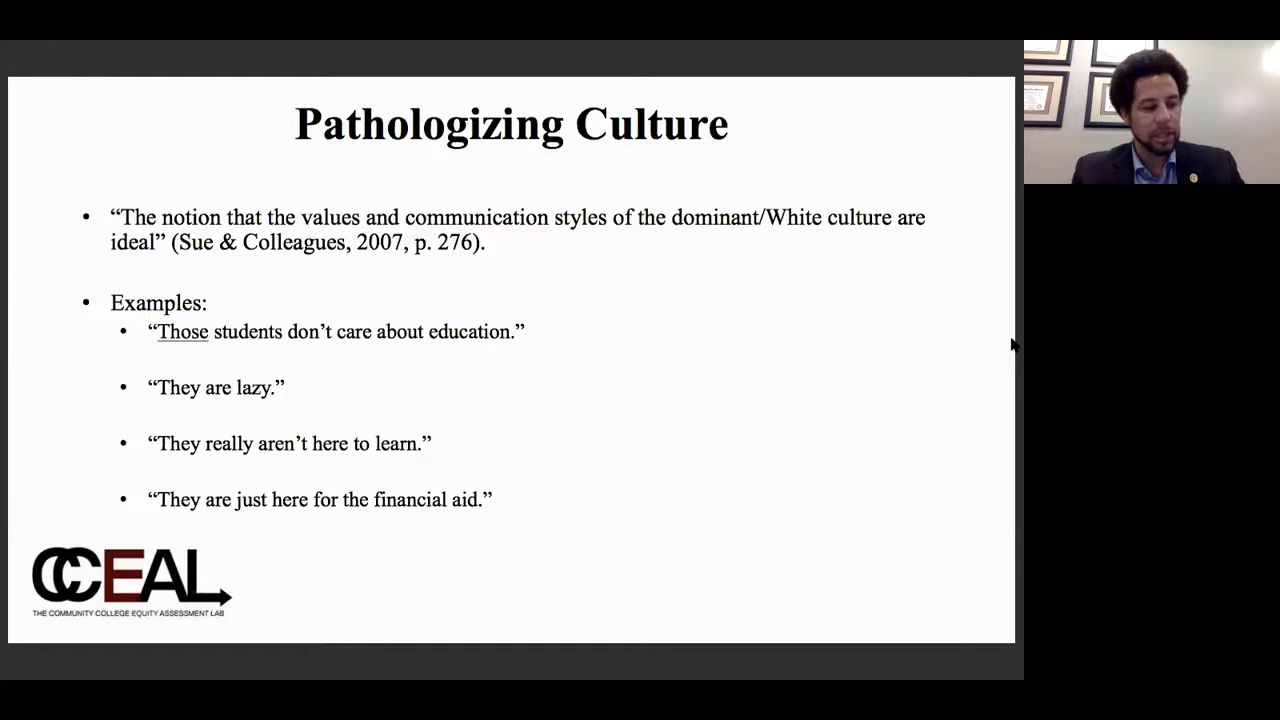 Pathologizing Culture
• “The notion that the values and communication styles of the dominant/White culture are
ideal” (Sue & Colleagues, 2007, p. 276).
• Examples:
• “Those students don’t care about education.”
• “They are lazy.”
• “They really aren’t here to learn.”
• “They are just here for the financial aid.”
CCEAL
THE COMMUNITY COLLEGE EQUITY ASSESSMENT LAB